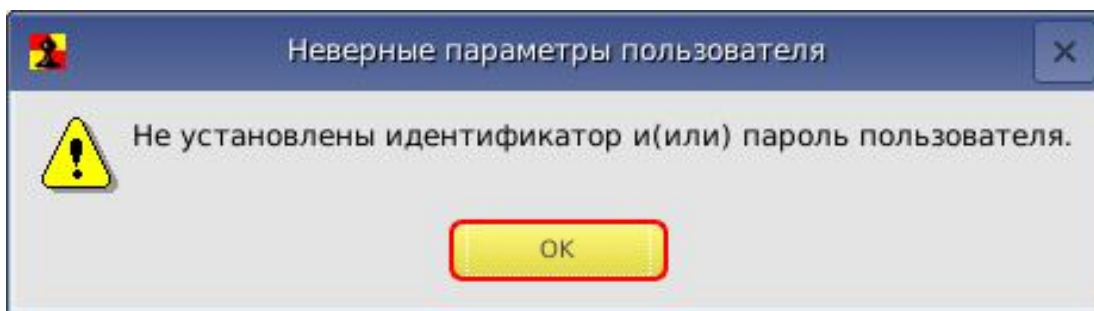 Неверные параметры пользователя
Не установлены идентификатор и(или) пароль пользователя.
OK